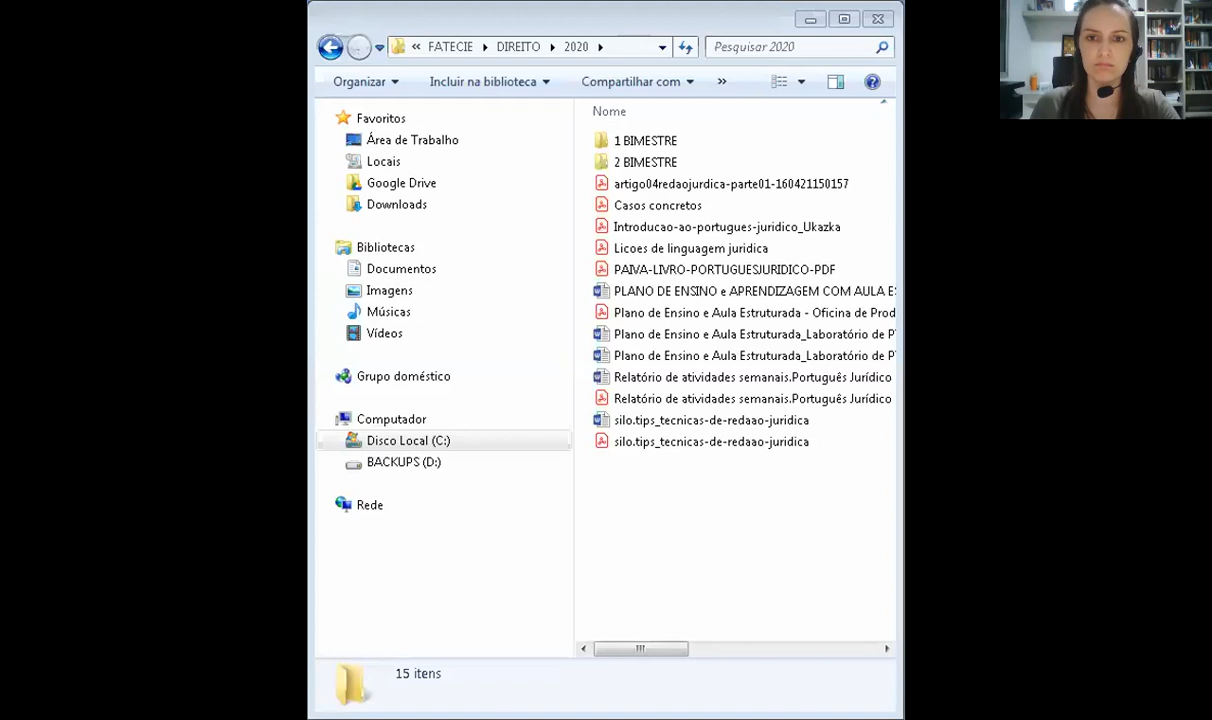 « FATECIE ▸ DIREITO ▸ 2020 ▸
Pesquisar 2020
Organizar
Incluir na biblioteca
Compartilhar com
»
Favoritos
Área de Trabalho
Locais
Google Drive
Downloads
Bibliotecas
Documentos
Imagens
Músicas
Vídeos
Grupo doméstico
Computador
Disco Local (C:)
BACKUPS (D:)
Rede
Nome
1 BIMESTRE
2 BIMESTRE
artigo04redaojurdica-parte01-160421150157
Casos concretos
Introducao-ao-portugues-juridico_Ukazka
Licoes de linguagem juridica
PAIVA-LIVRO-PORTUGUESJURIDICO-PDF
PLANO DE ENSINO e APRENDIZAGEM COM AULA ES
Plano de Ensino e Aula Estruturada - Oficina de Prod
Plano de Ensino e Aula Estruturada_Laboratório de P
Plano de Ensino e Aula Estruturada_Laboratório de P
Relatório de atividades semanais.Português Jurídico
Relatório de atividades semanais.Português Jurídico
silo.tips_tecnicas-de-redaao-juridica
silo.tips_tecnicas-de-redaao-juridica
15 itens